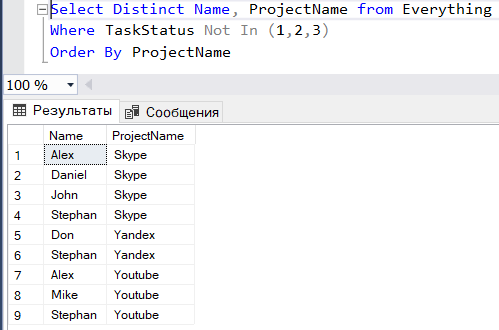 Select Distinct Name, ProjectName from Everything
Where TaskStatus Not In (1,2,3)
Order By ProjectName
100 %
Результаты Сообщения
Name ProjectName
1 Alex Skype
2 Daniel Skype
3 John Skype
4 Stephan Skype
5 Don Yandex
6 Stephan Yandex
7 Alex Youtube
8 Mike Youtube
9 Stephan Youtube